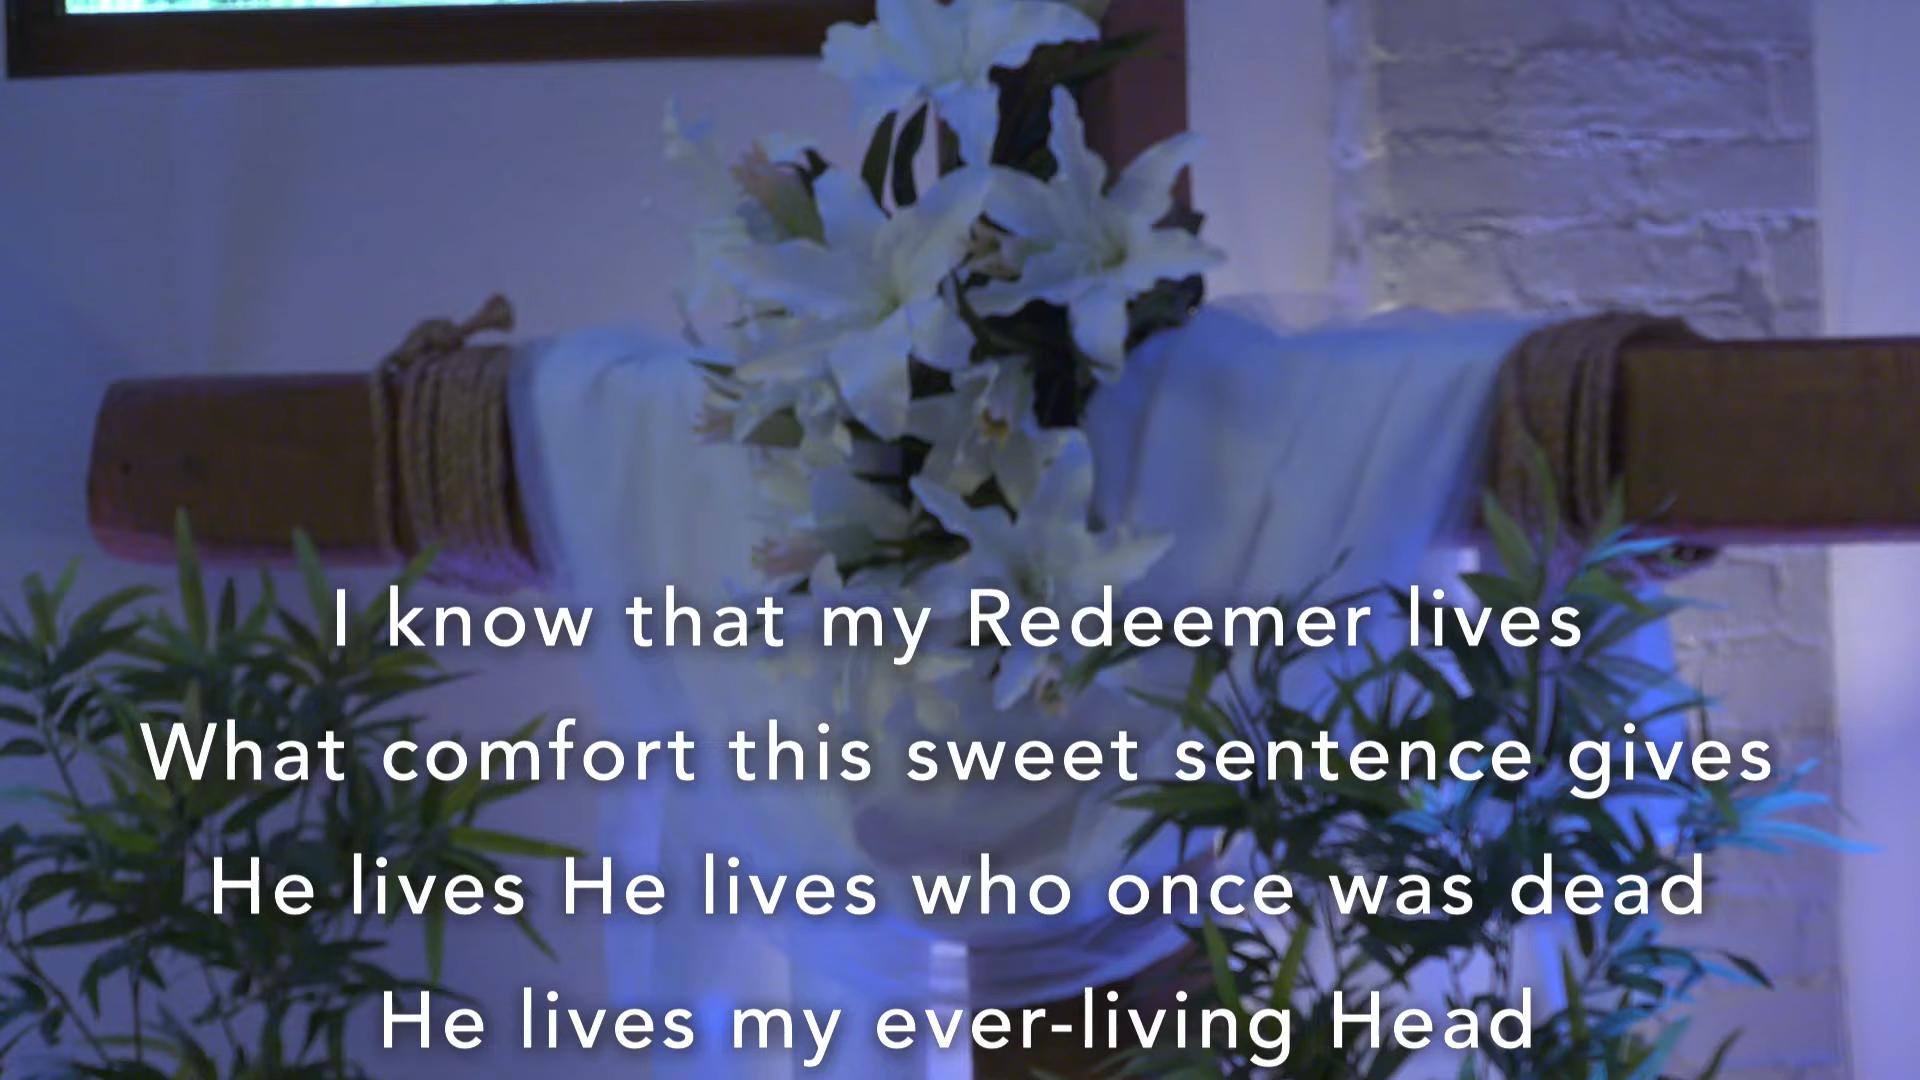 I know that my Redeemer lives
What comfort this sweet sentence gives
He lives He lives who once was dead
He lives my ever-living Head